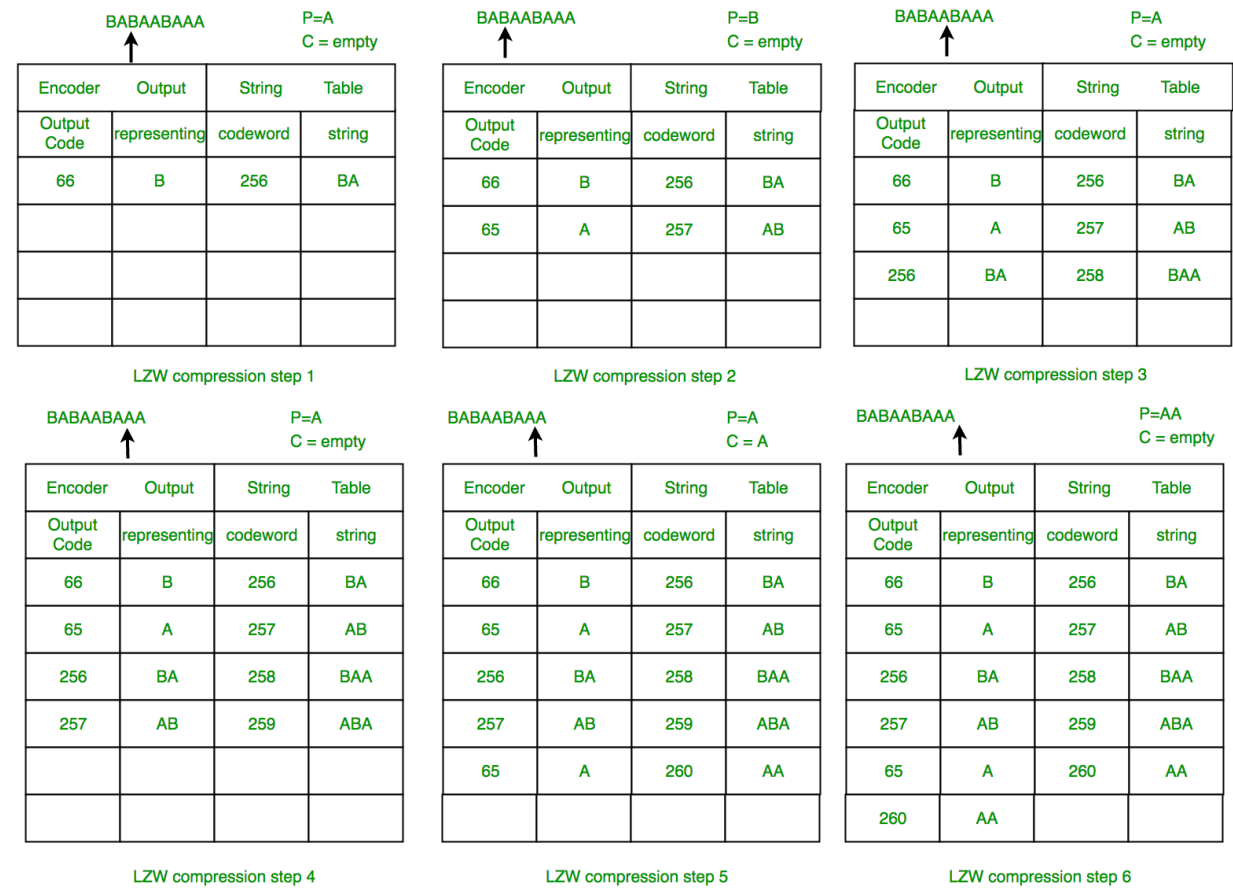 BABAABAAA P=A
C = empty
Encoder Output String Table
Output Code representing codeword string
66 B 256 BA
LZW compression step 1
BABAABAAA P=B
C = empty
Encoder Output String Table
Output Code representing codeword string
66 B 256 BA
65 A 257 AB
LZW compression step 2
BABAABAAA P=A
C = empty
Encoder Output String Table
Output Code representing codeword string
66 B 256 BA
65 A 257 AB
256 BA 258 BAA
LZW compression step 3
BABAABAAA P=A
C = empty
Encoder Output String Table
Output Code representing codeword string
66 B 256 BA
65 A 257 AB
256 BA 258 BAA
257 AB 259 ABA
LZW compression step 4
BABAABAAA P=A
C = A
Encoder Output String Table
Output Code representing codeword string
66 B 256 BA
65 A 257 AB
256 BA 258 BAA
257 AB 259 ABA
65 A 260 AA
LZW compression step 5
BABAABAAA P=AA
C = empty
Encoder Output String Table
Output Code representing codeword string
66 B 256 BA
65 A 257 AB
256 BA 258 BAA
257 AB 259 ABA
65 A 260 AA
260 AA
LZW compression step 6